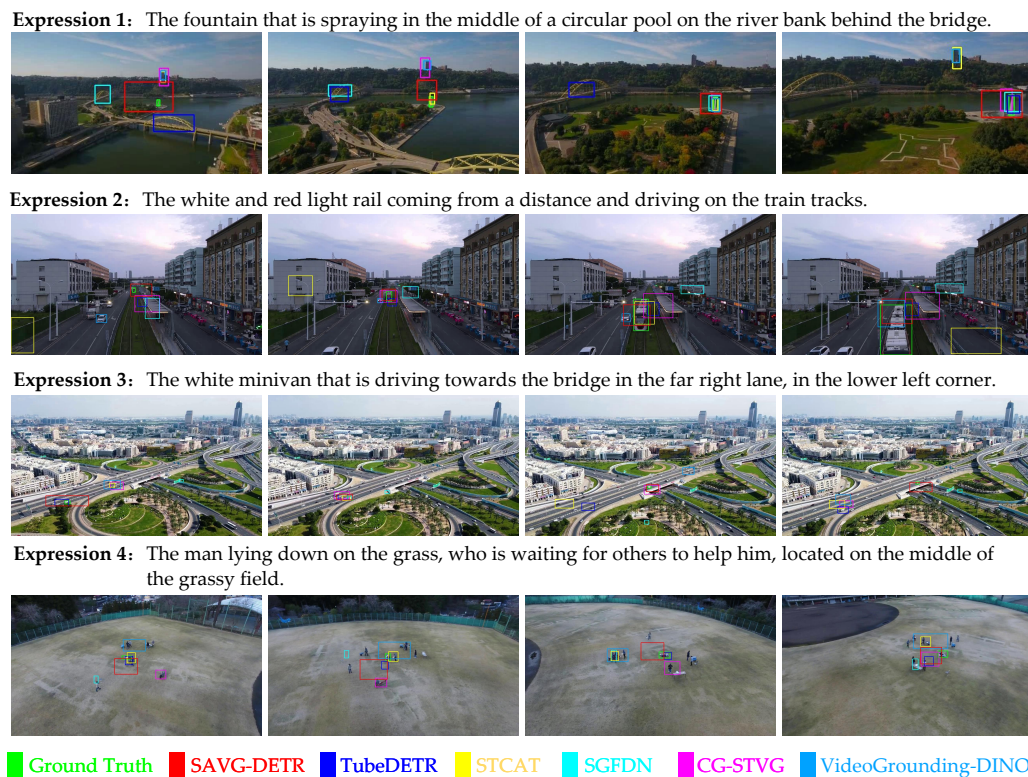 Expression 1: The fountain that is spraying in the middle of a circular pool on the river bank behind the bridge.
Expression 2: The white and red light rail coming from a distance and driving on the train tracks.
Expression 3: The white minivan that is driving towards the bridge in the far right lane, in the lower left corner.
Expression 4: The man lying down on the grass, who is waiting for others to help him, located on the middle of
the grassy field.
Ground Truth SAVG-DETR TubeDETR STCAT SGFDN CG-STVG VideoGrounding-DINO